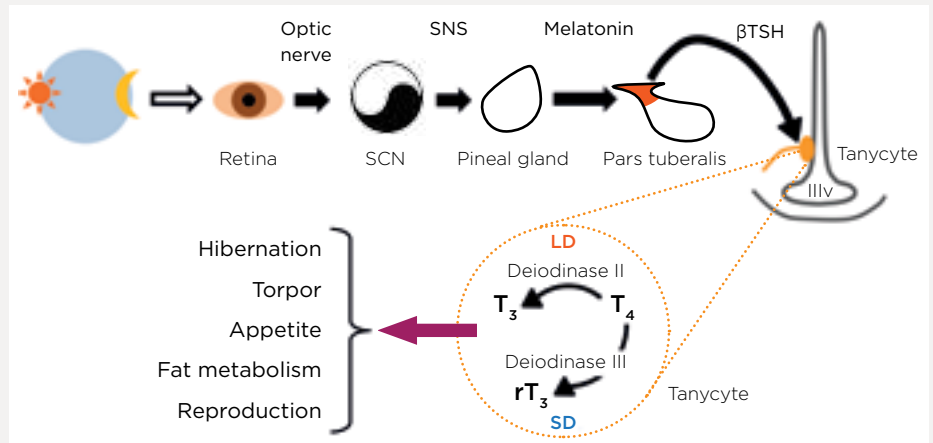 Optic
nerve
SNS
Melatonin
βTSH
Retina
SCN
Pineal gland
Pars tuberalis
Tanycyte
IIIv
Hibernation
Torpor
Appetite
Fat metabolism
Reproduction
LD
Deiodinase II
T₃
T₄
Deiodinase III
rT₃
SD
Tanycyte